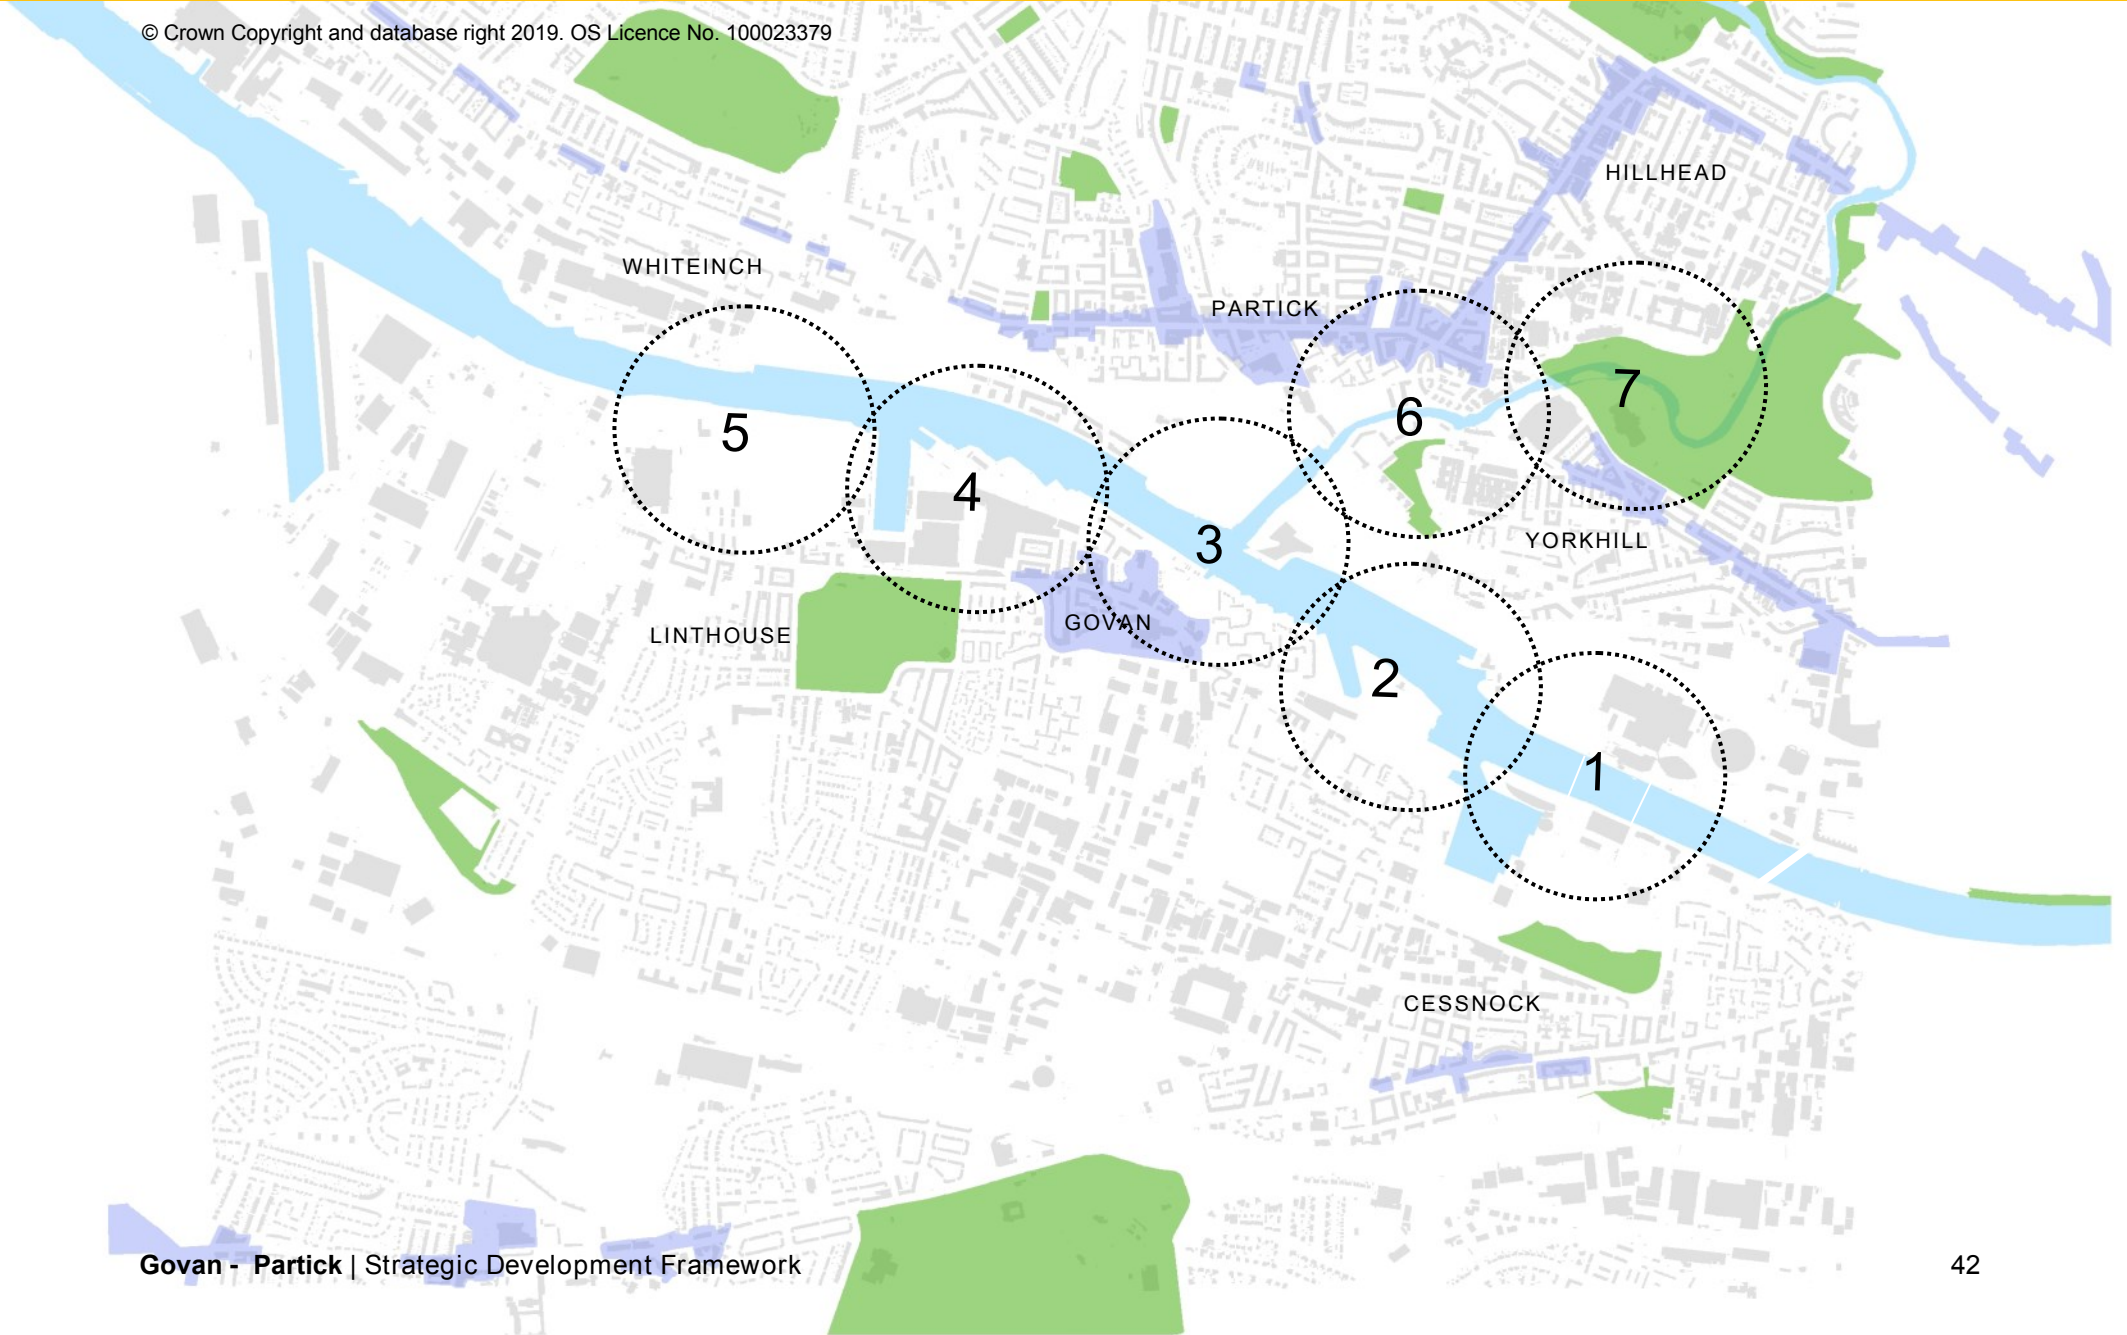 © Crown Copyright and database right 2019. OS Licence No. 100023379
HILLHEAD
WHITEINCH
PARTICK
7
6
5
4
3
YORKHILL
GOVAN
LINTHOUSE
2
1
CESSNOCK
Govan - Partick | Strategic Development Framework
42